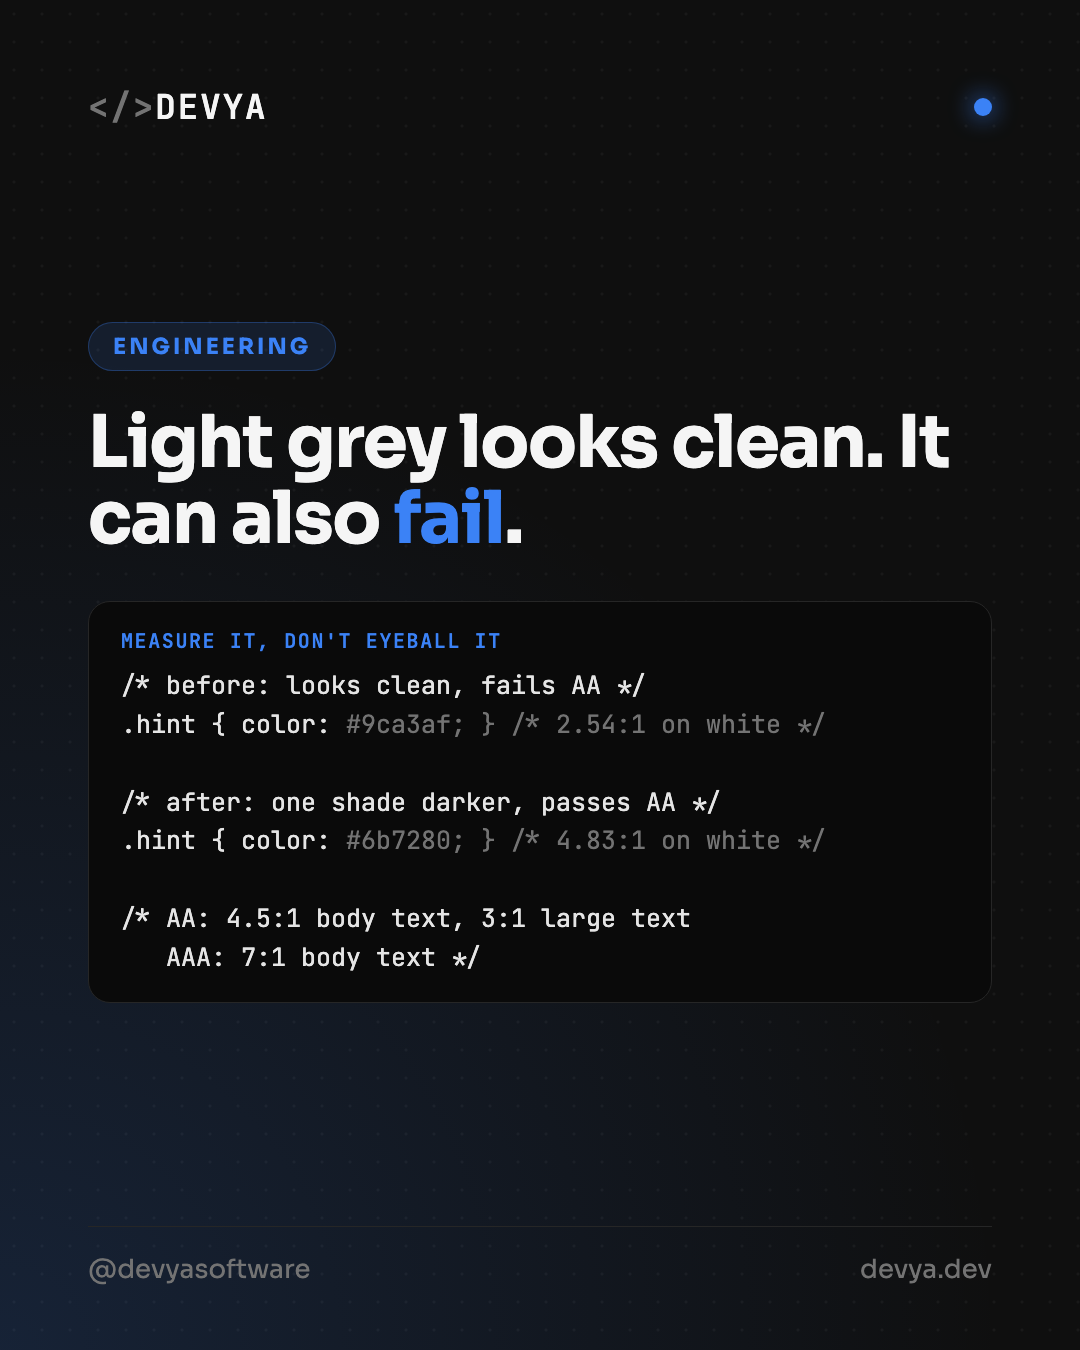 </>DEVYA
ENGINEERING
Light grey looks clean. It
can also fail.
MEASURE IT, DON'T EYEBALL IT
/* before: looks clean, fails AA */
.hint { color: #9ca3af; } /* 2.54:1 on white */
/* after: one shade darker, passes AA */
.hint { color: #6b7280; } /* 4.83:1 on white */
/* AA: 4.5:1 body text, 3:1 large text
AAA: 7:1 body text */
@devyasoftware
devya.dev